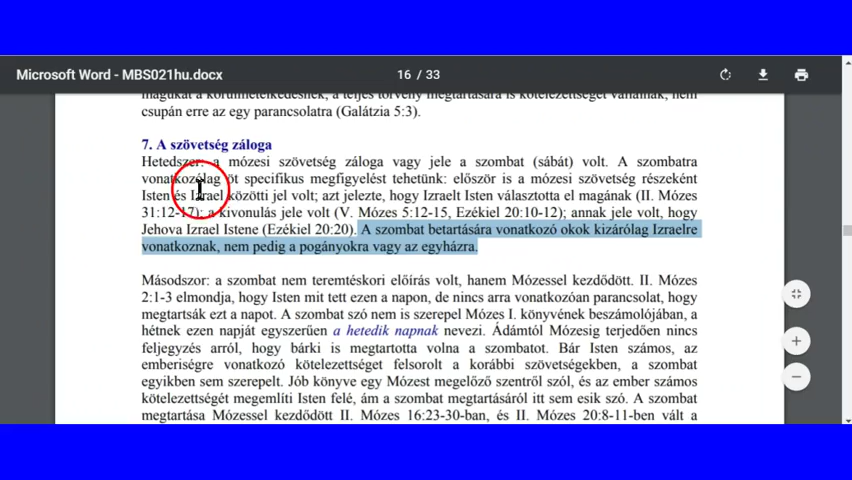 Microsoft Word - MBS021hu.docx
16 / 33
magukat a körülmetélkedésnek, a teljes törvény megtartására is kötelezettséget vállalnak, nem
csupán erre az egy parancsolatra (Galátzia 5:3).
7. A szövetség záloga
Hetedszer: a mózesi szövetség záloga vagy jele a szombat (sábát) volt. A szombatra
vonatkozólag öt specifikus megfigyelést tehetünk: először is a mózesi szövetség részeként
Isten és Izrael közötti jel volt; azt jelezte, hogy Izraelt Isten választotta el magának (II. Mózes
31:12-17); a kivonulás jele volt (V. Mózes 5:12-15, Ezékiel 20:10-12); annak jele volt, hogy
Jehova Izrael Istene (Ezékiel 20:20). A szombat betartására vonatkozó okok kizárólag Izraelre
vonatkoznak, nem pedig a pogányokra vagy az egyházra.
Másodszor: a szombat nem teremtéskori előírás volt, hanem Mózessel kezdődött. II. Mózes
2:1-3 elmondja, hogy Isten mit tett ezen a napon, de nincs arra vonatkozóan parancsolat, hogy
megtartsák ezt a napot. A szombat szó nem is szerepel Mózes I. könyvének beszámolójában, a
hétnek ezen napját egyszerűen a hetedik napnak nevezi. Ádámtól Mózesig terjedően nincs
feljegyzés arról, hogy bárki is megtartotta volna a szombatot. Bár Isten számos, az
emberiségre vonatkozó kötelezettséget felsorolt a korábbi szövetségekben, a szombat
egyikben sem szerepelt. Jób könyve egy Mózest megelőző szentről szól, és az ember számos
kötelezettségét megemlíti Isten felé, ám a szombat megtartásáról itt sem esik szó. A szombat
megtartása Mózessel kezdődött II. Mózes 16:23-30-ban, és II. Mózes 20:8-11-ben vált a